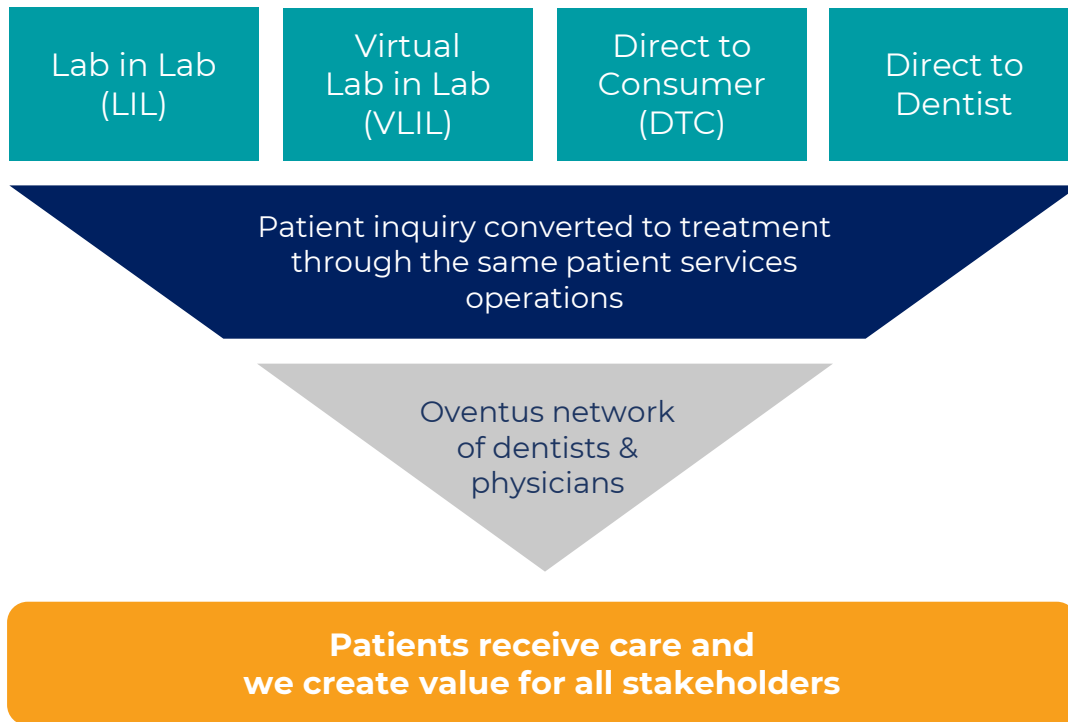 Lab in Lab
(LIL)
Virtual
Lab in Lab
(VLIL)
Direct to
Consumer
(DTC)
Direct to
Dentist
Patient inquiry converted to treatment
through the same patient services
operations
Oventus network
of dentists &
physicians
Patients receive care and
we create value for all stakeholders